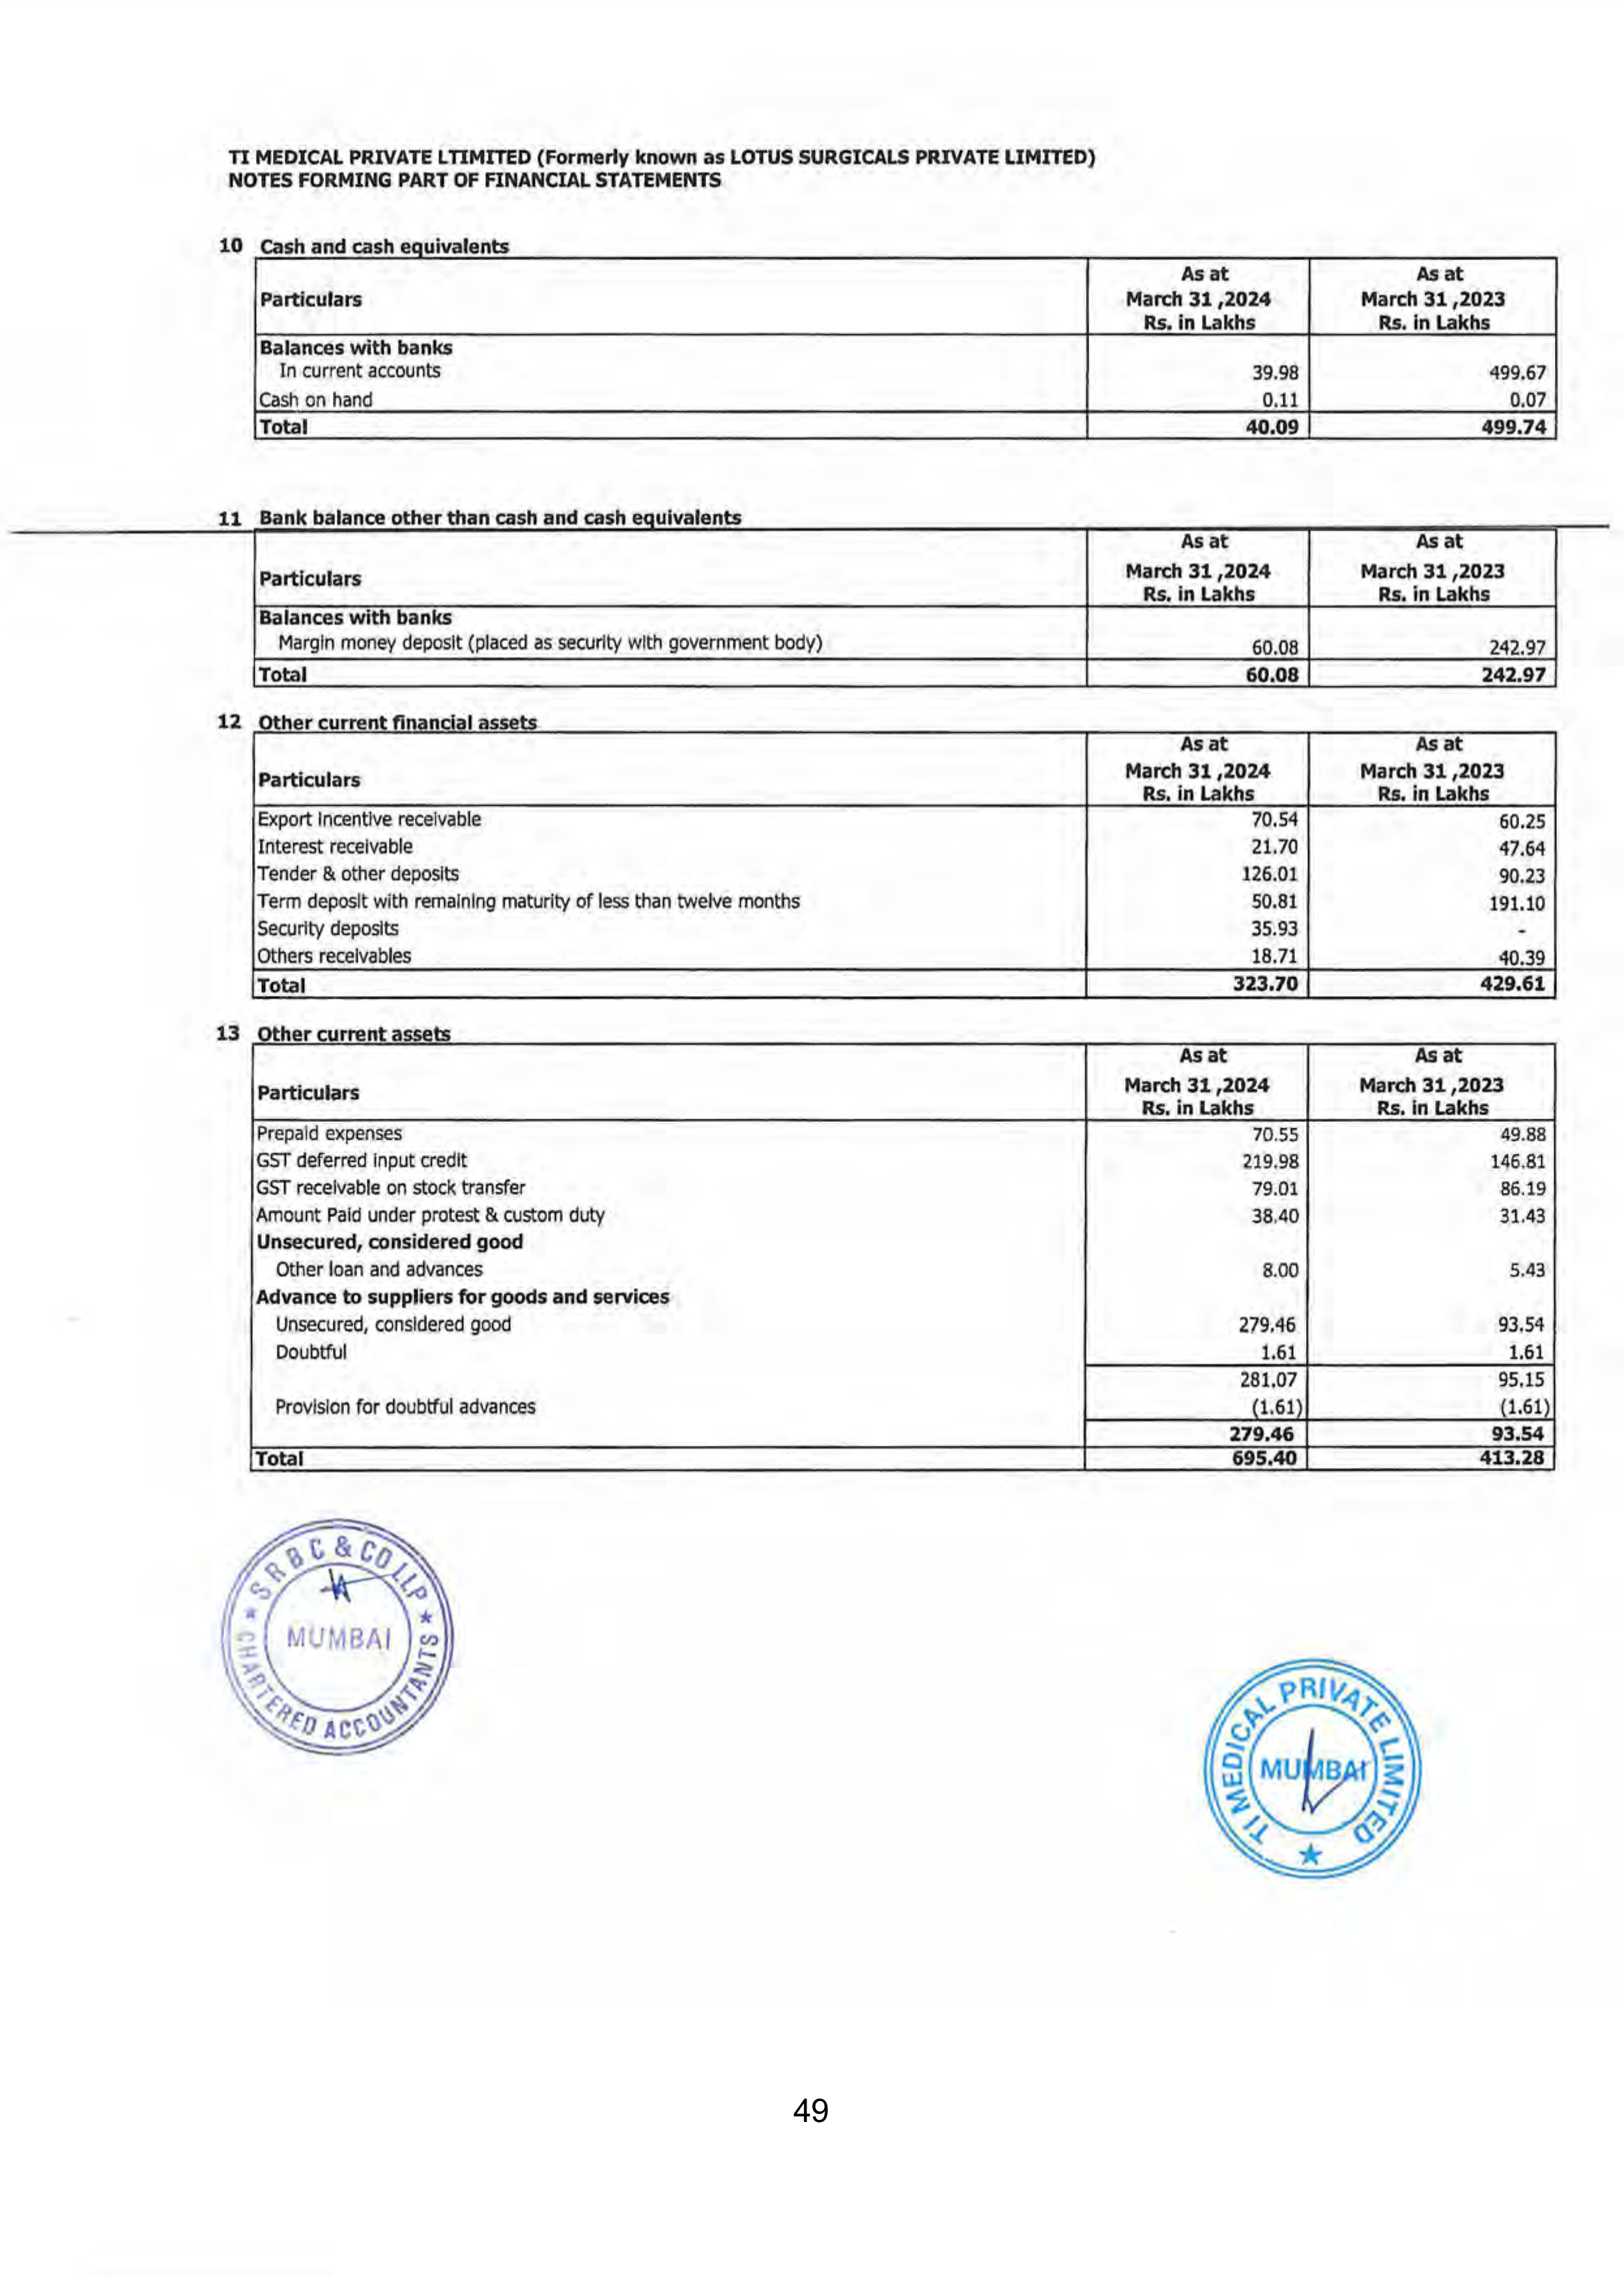 TI MEDICAL PRIVATE LTIMITED (Formerly known as LOTUS SURGICALS PRIVATE LIMITED)
NOTES FORMING PART OF FINANCIAL STATEMENTS
10 Cash and cash equivalents
Particulars As at March 31 ,2024 Rs. in Lakhs As at March 31 ,2023 Rs. in Lakhs
Balances with banks
In current accounts 39.98 499.67
Cash on hand 0.11 0.07
Total 40.09 499.74
11 Bank balance other than cash and cash equivalents
Particulars As at March 31 ,2024 Rs. in Lakhs As at March 31 ,2023 Rs. in Lakhs
Balances with banks
Margin money deposit (placed as security with government body) 60.08 242.97
Total 60.08 242.97
12 Other current financial assets
Particulars As at March 31 ,2024 Rs. in Lakhs As at March 31 ,2023 Rs. in Lakhs
Export incentive receivable 70.54 60.25
Interest receivable 21.70 47.64
Tender & other deposits 126.01 90.23
Term deposit with remaining maturity of less than twelve months 50.81 191.10
Security deposits 35.93 -
Others receivables 18.71 40.39
Total 323.70 429.61
13 Other current assets
Particulars As at March 31 ,2024 Rs. in Lakhs As at March 31 ,2023 Rs. in Lakhs
Prepaid expenses 70.55 49.88
GST deferred input credit 219.98 146.81
GST receivable on stock transfer 79.01 86.19
Amount Paid under protest & custom duty 38.40 31.43
Unsecured, considered good
Other loan and advances 8.00 5.43
Advance to suppliers for goods and services
Unsecured, considered good 279.46 93.54
Doubtful 1.61 1.61
281.07 95.15
Provision for doubtful advances (1.61) (1.61)
279.46 93.54
Total 695.40 413.28
SRBC & CO LLP
MUMBAI
CHARTERED ACCOUNTANTS
TI MEDICAL PRIVATE LIMITED
MUMBAI
49